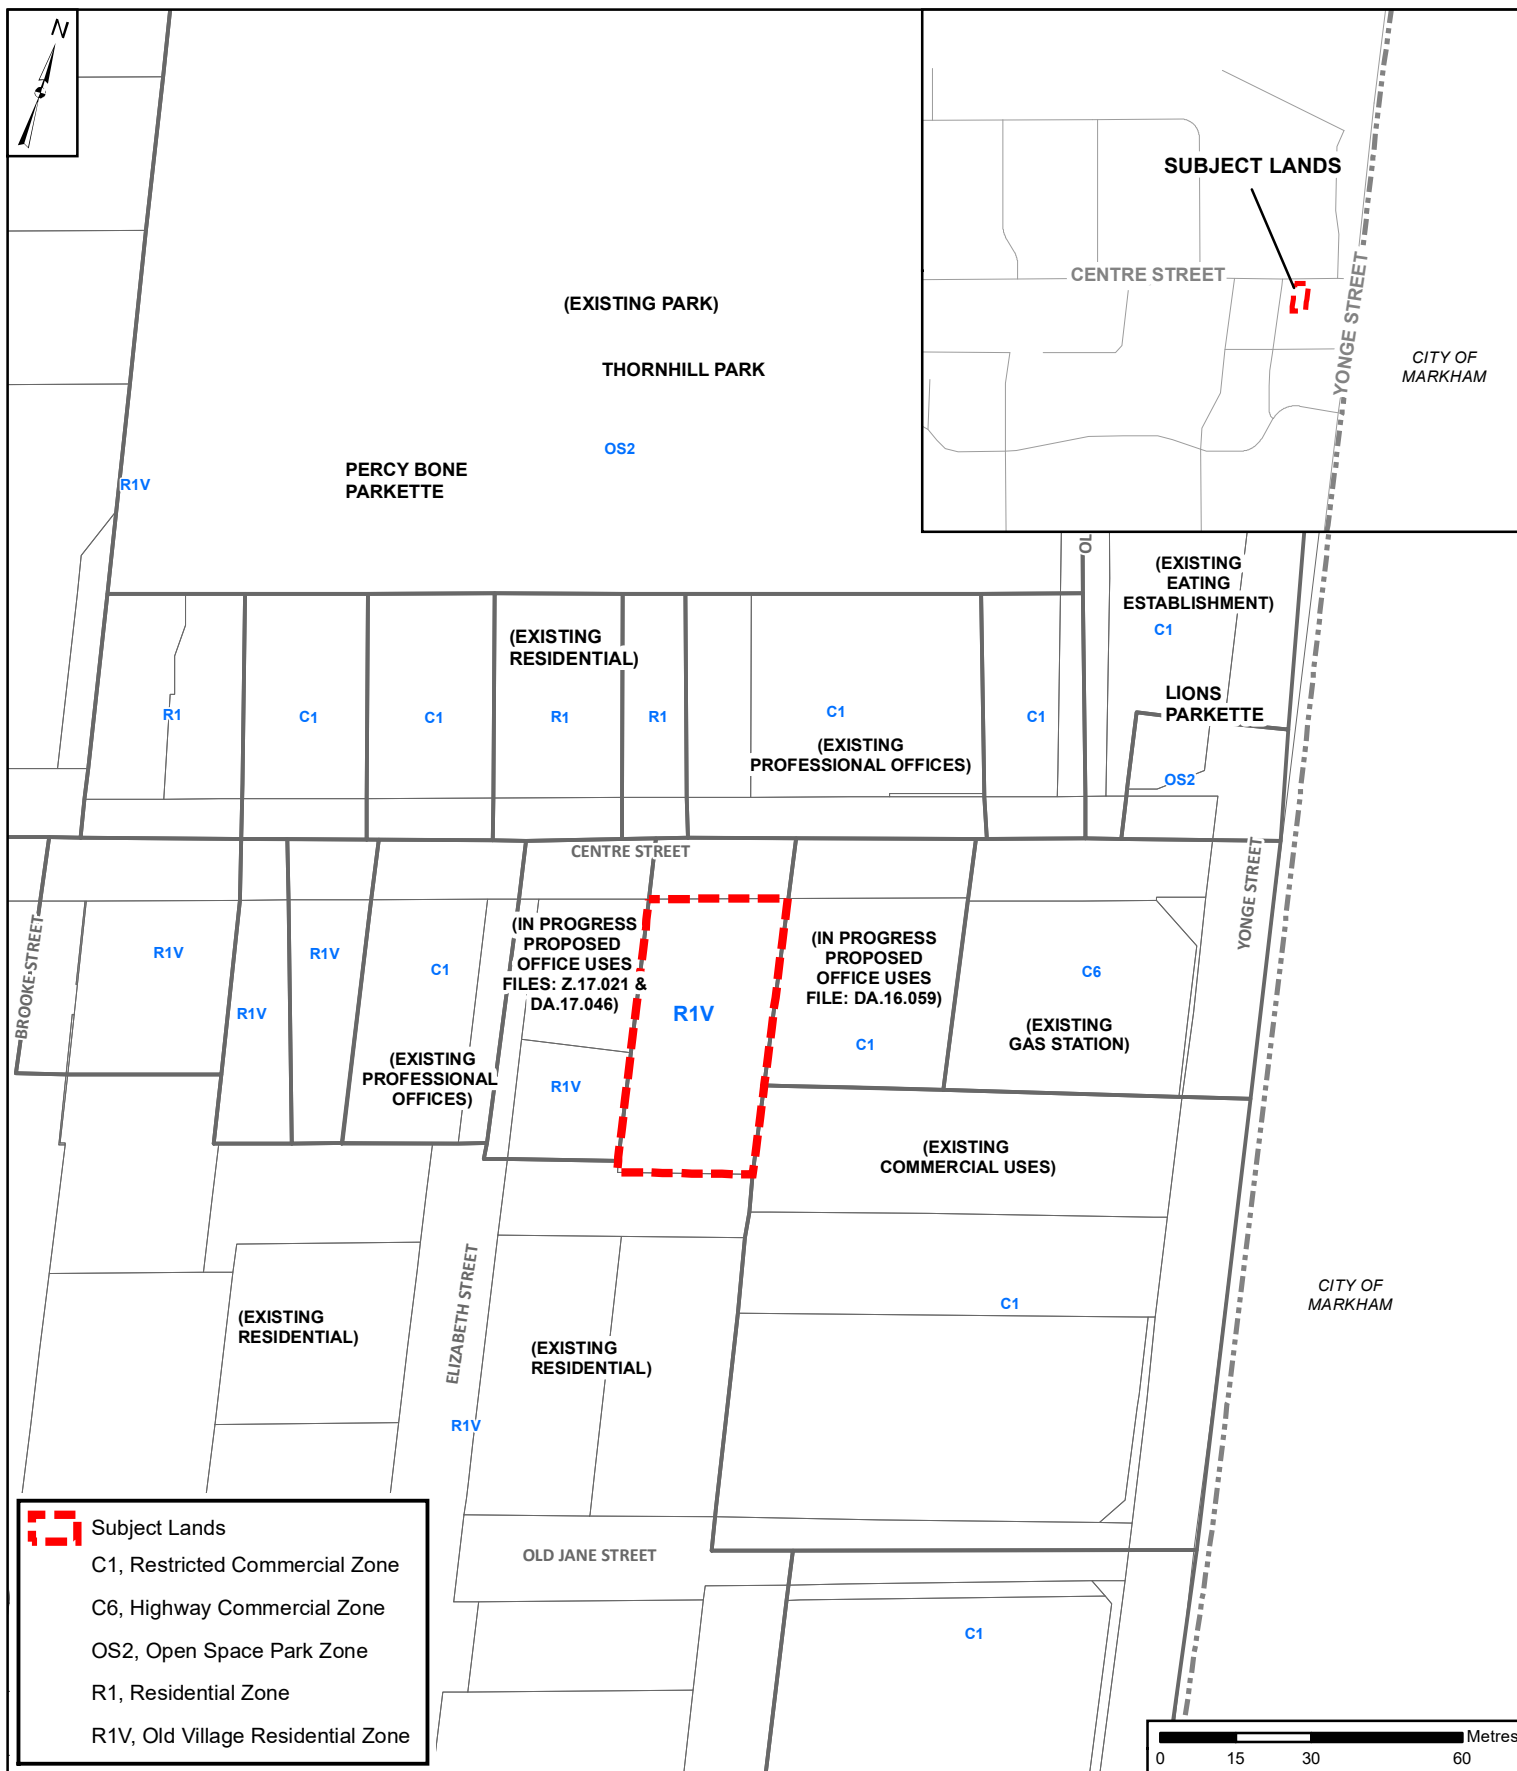 N
SUBJECT LANDS
CENTRE STREET
YONGE STREET
CITY OF
MARKHAM
(EXISTING PARK)
THORNHILL PARK
OS2
PERCY BONE
PARKETTE
R1V
OL
(EXISTING
EATING
ESTABLISHMENT)
C1
LIONS
PARKETTE
OS2
(EXISTING
RESIDENTIAL)
R1
C1
C1
R1
R1
C1
C1
(EXISTING
PROFESSIONAL OFFICES)
CENTRE STREET
YONGE STREET
BROOKE STREET
R1V
R1V
R1V
C1
(EXISTING
PROFESSIONAL
OFFICES)
(IN PROGRESS
PROPOSED
OFFICE USES
FILES: Z.17.021 &
DA.17.046)
R1V
R1V
(IN PROGRESS
PROPOSED
OFFICE USES
FILE: DA.16.059)
C1
C6
(EXISTING
GAS STATION)
(EXISTING
COMMERCIAL USES)
C1
CITY OF
MARKHAM
(EXISTING
RESIDENTIAL)
ELIZABETH STREET
(EXISTING
RESIDENTIAL)
R1V
OLD JANE STREET
C1
Subject Lands
C1, Restricted Commercial Zone
C6, Highway Commercial Zone
OS2, Open Space Park Zone
R1, Residential Zone
R1V, Old Village Residential Zone
Metres
0 15 30 60